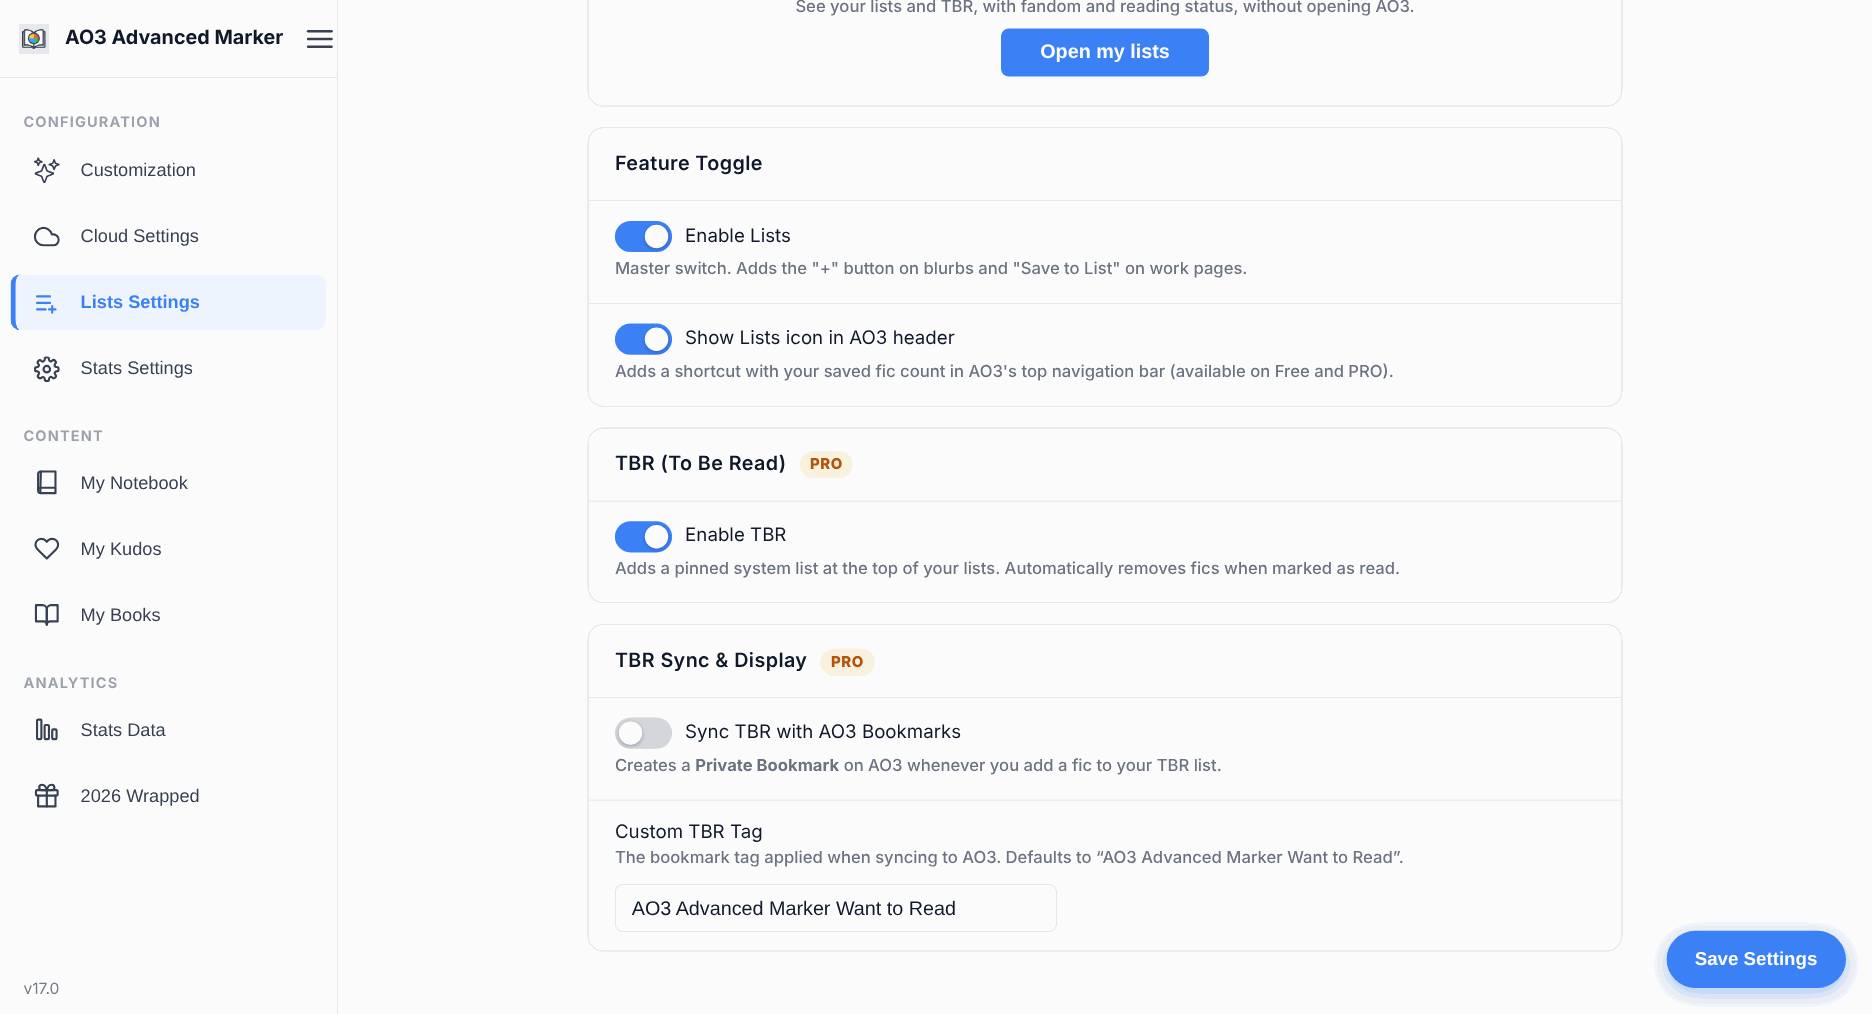 AO3 Advanced Marker
CONFIGURATION
Customization
Cloud Settings
Lists Settings
Stats Settings
CONTENT
My Notebook
My Kudos
My Books
ANALYTICS
Stats Data
2026 Wrapped
v17.0
See your lists and TBR, with fandom and reading status, without opening AO3.
Open my lists
Feature Toggle
Enable Lists
Master switch. Adds the "+" button on blurbs and "Save to List" on work pages.
Show Lists icon in AO3 header
Adds a shortcut with your saved fic count in AO3's top navigation bar (available on Free and PRO).
TBR (To Be Read) PRO
Enable TBR
Adds a pinned system list at the top of your lists. Automatically removes fics when marked as read.
TBR Sync & Display PRO
Sync TBR with AO3 Bookmarks
Creates a Private Bookmark on AO3 whenever you add a fic to your TBR list.
Custom TBR Tag
The bookmark tag applied when syncing to AO3. Defaults to “AO3 Advanced Marker Want to Read”.
AO3 Advanced Marker Want to Read
Save Settings